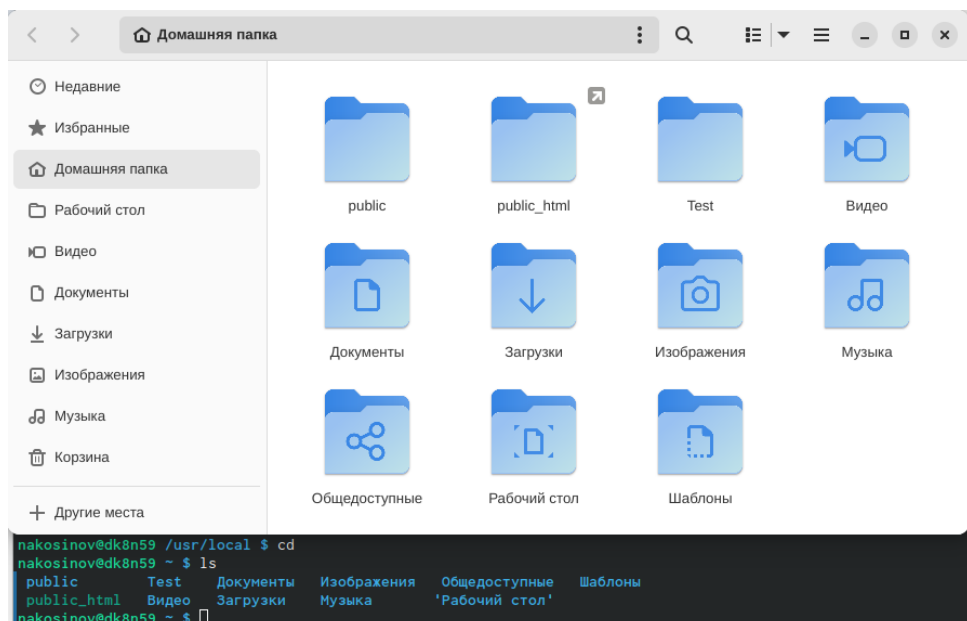 Домашняя папка
Недавние
Избранные
Домашняя папка
Рабочий стол
Видео
Документы
Загрузки
Изображения
Музыка
Корзина
Другие места
public public_html Test Видео
Документы Загрузки Изображения Музыка
Общедоступные Рабочий стол Шаблоны
nakosinov@dk8n59 /usr/local $ cd
nakosinov@dk8n59 ~ $ ls
public Test Документы Изображения Общедоступные Шаблоны
public_html Видео Загрузки Музыка 'Рабочий стол'
nakosinov@dk8n59 ~ $